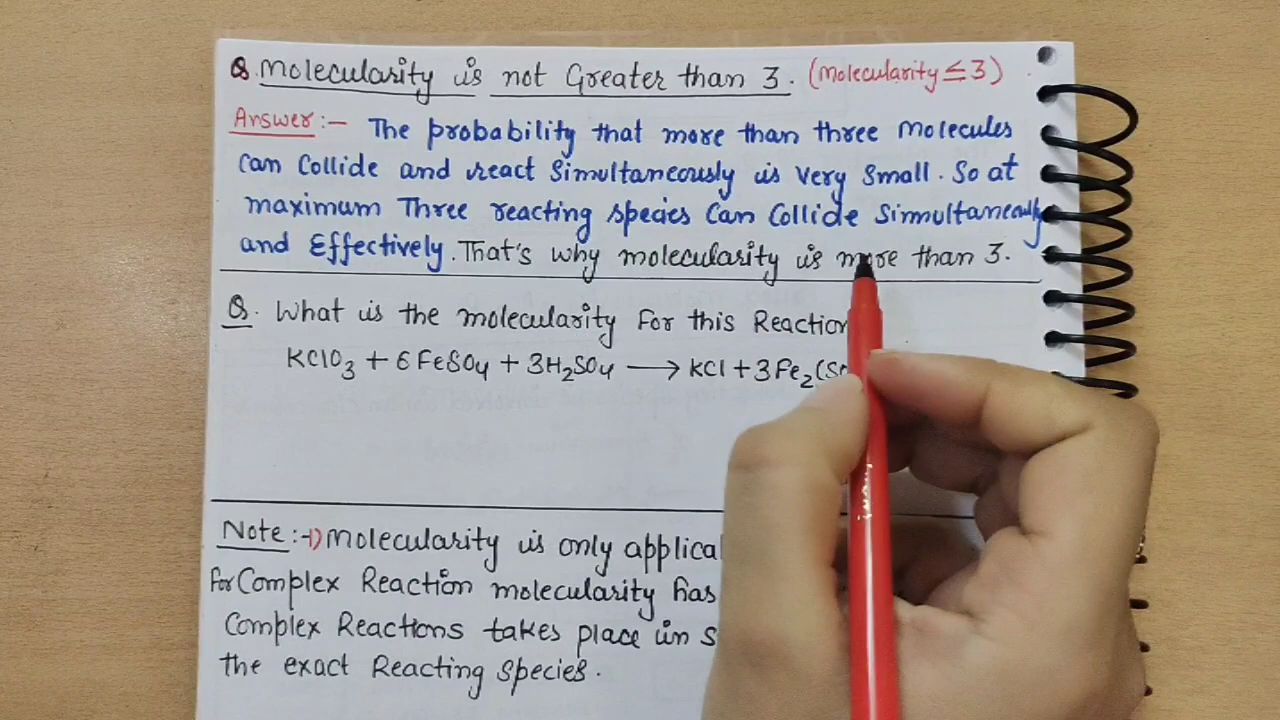 Q. Molecularity is not Greater than 3. (Molecularity ≤ 3)
Answer :- The probability that more than three Molecules
Can Collide and react Simultaneously is very Small. So at
maximum Three reacting species Can Collide Simultaneously
and Effectively. That's why molecularity is more than 3.
Q. What is the molecularity For this Reaction
KClO3 + 6FeSO4 + 3H2SO4 → KCl + 3Fe2(SO
Note :- 1) Molecularity is only applica
For Complex Reaction molecularity has
Complex Reactions takes place in s
the exact Reacting Species.